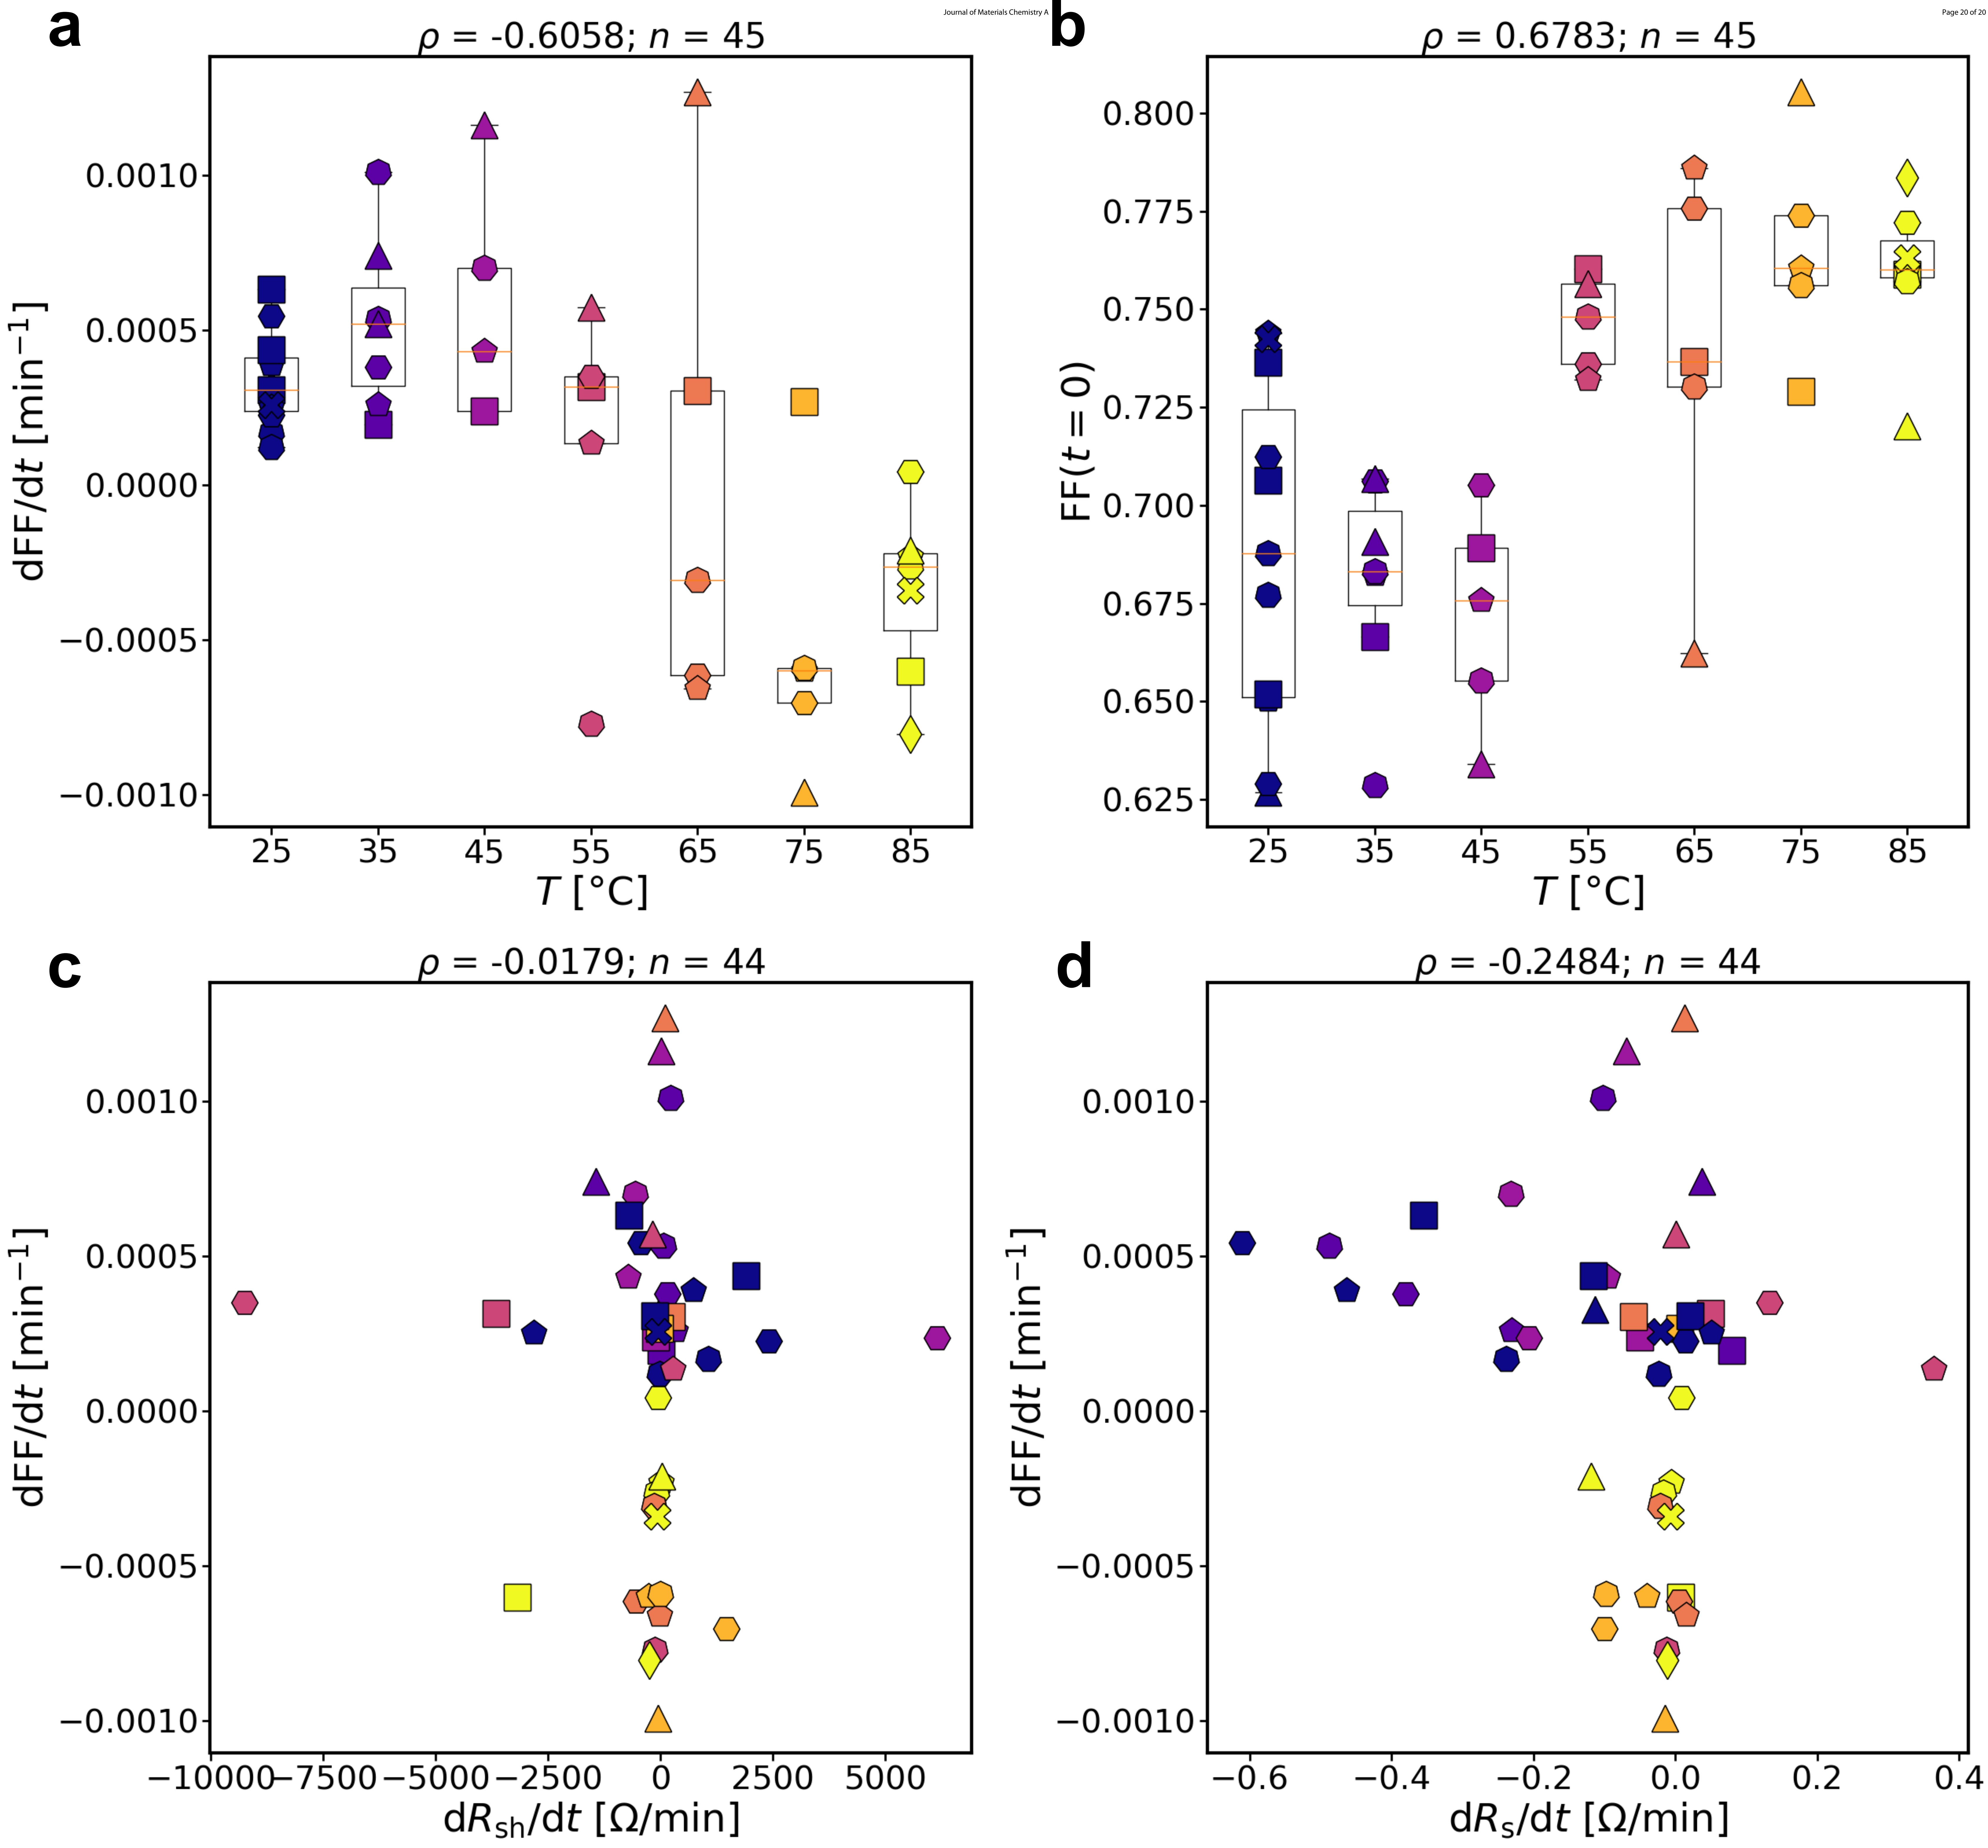 Journal of Materials Chemistry A
Page 20 of 20
a
ρ = -0.6058; n = 45
dFF/dt [min⁻¹]
0.0010
0.0005
0.0000
−0.0005
−0.0010
25 35 45 55 65 75 85
T [°C]
b
ρ = 0.6783; n = 45
FF(t = 0)
0.800
0.775
0.750
0.725
0.700
0.675
0.650
0.625
25 35 45 55 65 75 85
T [°C]
c
ρ = -0.0179; n = 44
dFF/dt [min⁻¹]
0.0010
0.0005
0.0000
−0.0005
−0.0010
−10000 −7500 −5000 −2500 0 2500 5000
dRsh/dt [Ω/min]
d
ρ = -0.2484; n = 44
dFF/dt [min⁻¹]
0.0010
0.0005
0.0000
−0.0005
−0.0010
−0.6 −0.4 −0.2 0.0 0.2 0.4
dRs/dt [Ω/min]